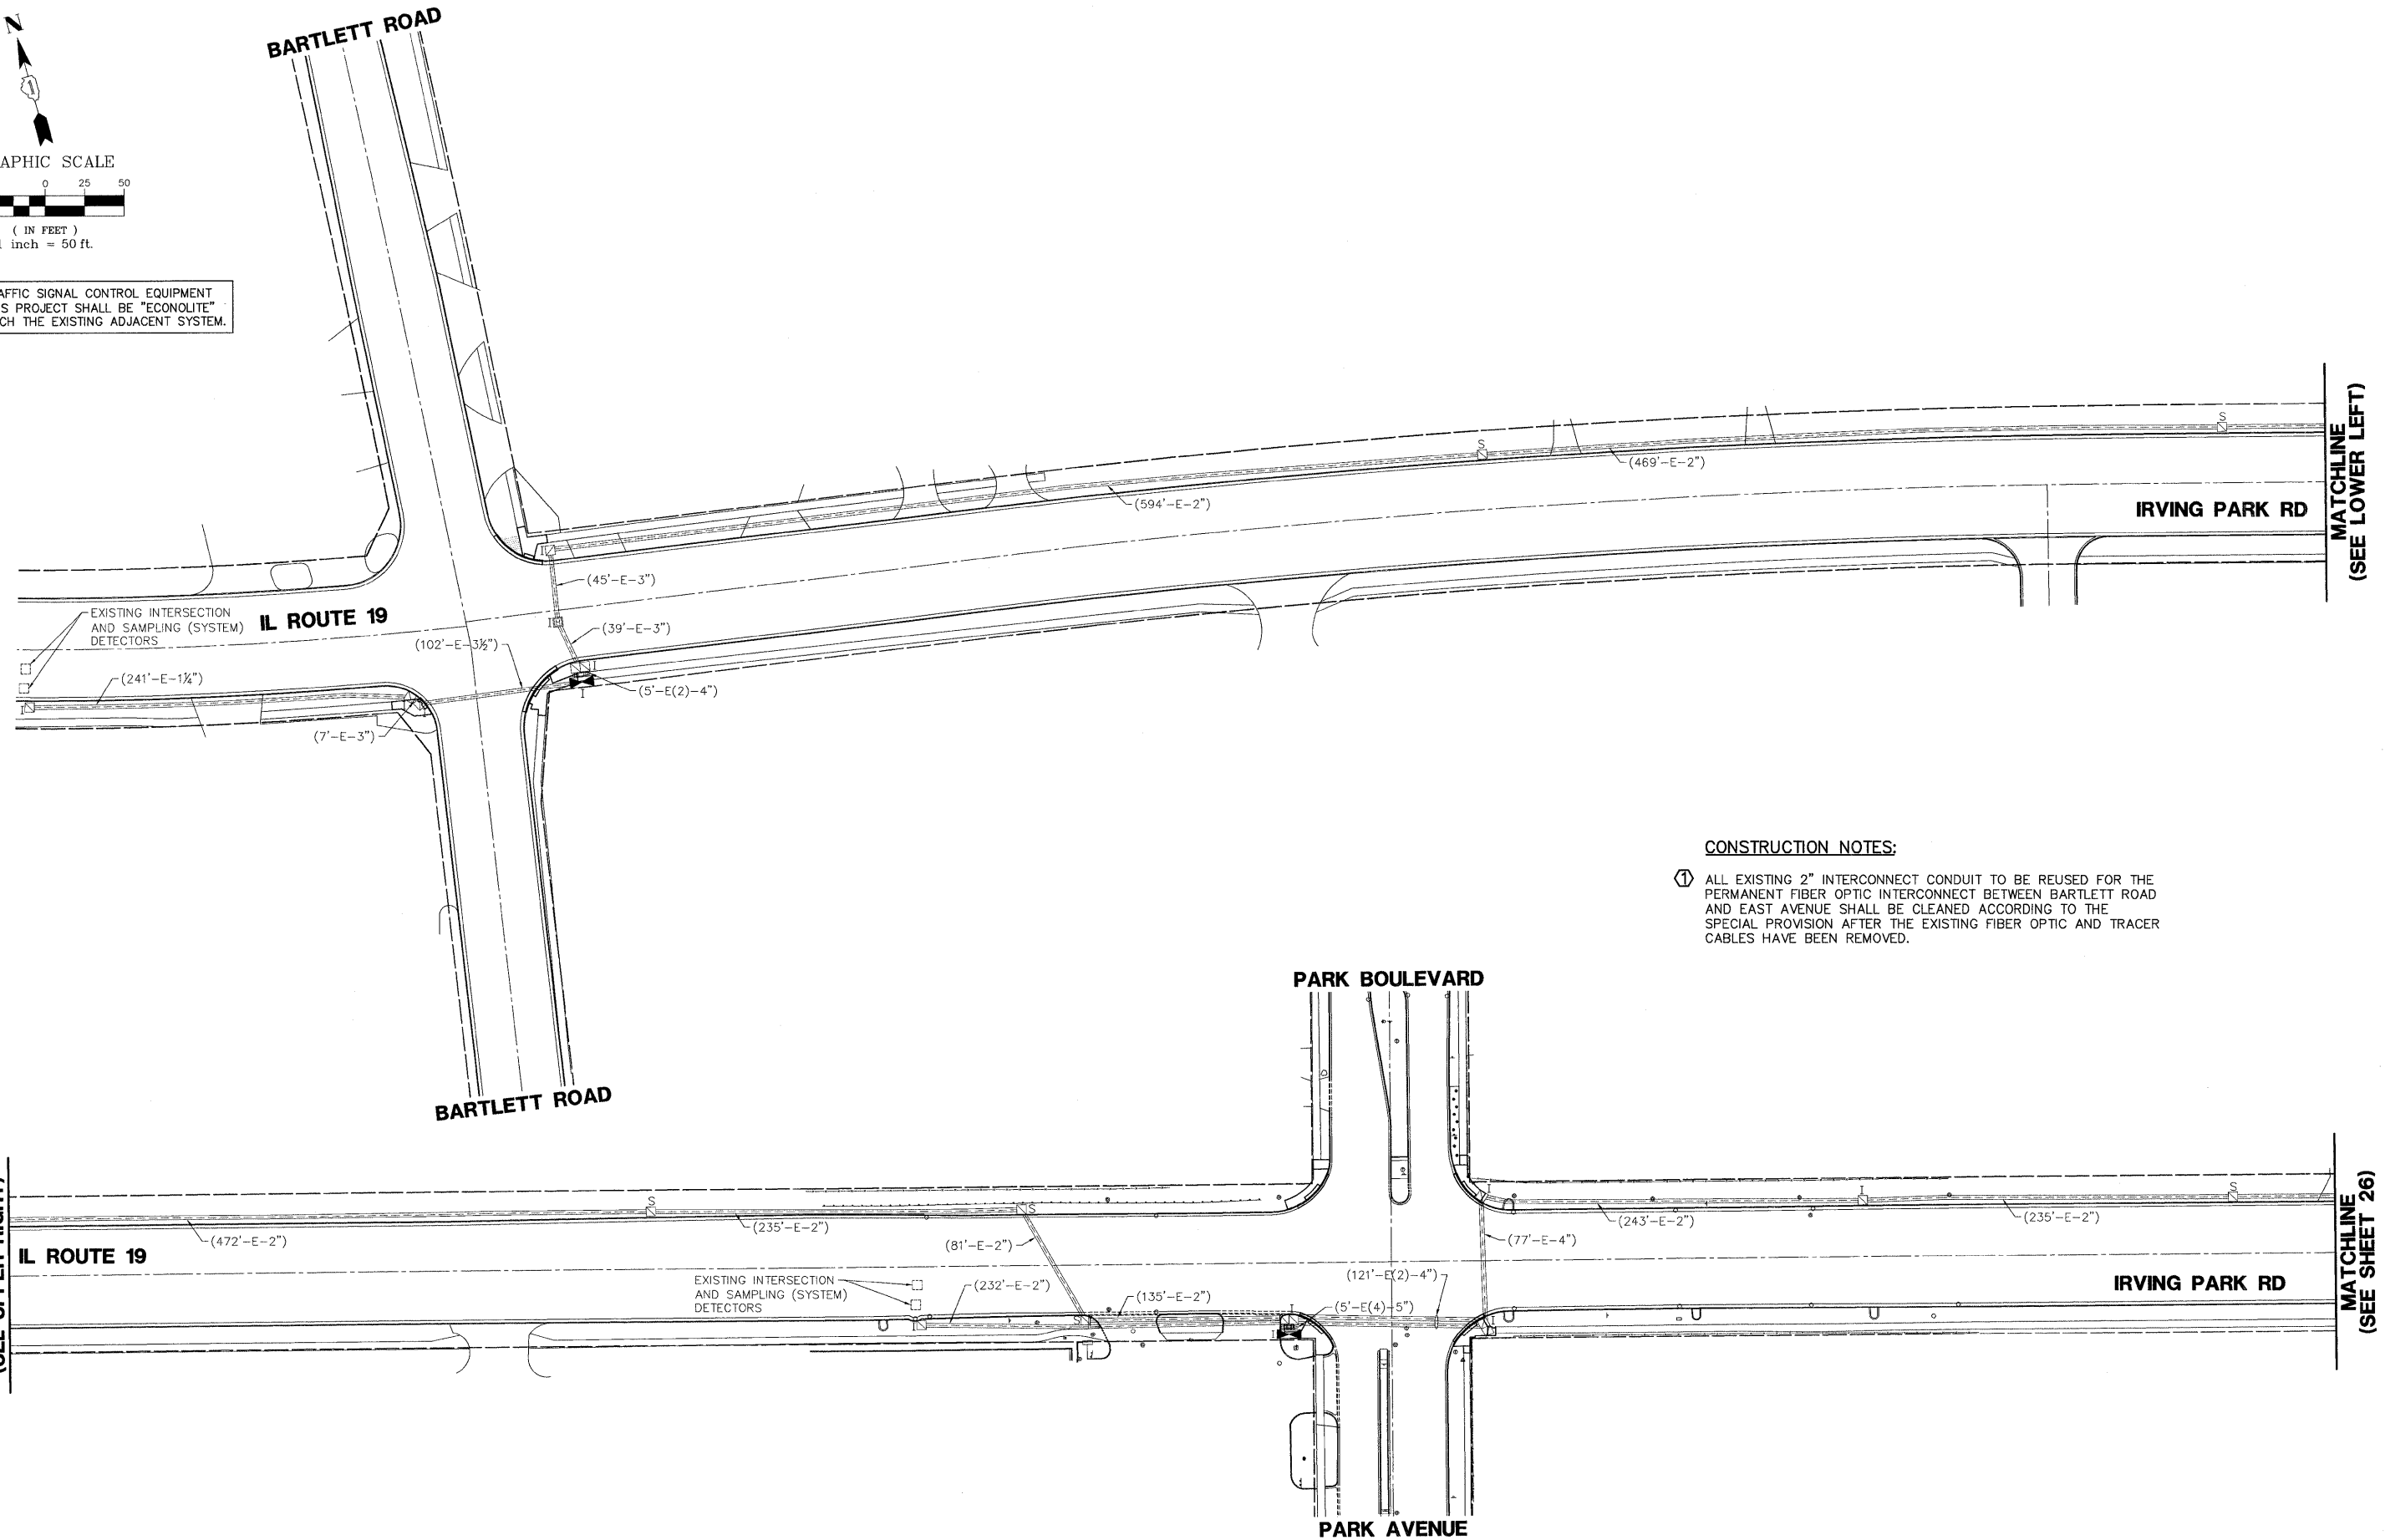 N
BARTLETT ROAD
APHIC SCALE
0 25 50
( IN FEET )
inch = 50 ft.
AFFIC SIGNAL CONTROL EQUIPMENT
S PROJECT SHALL BE "ECONOLITE"
CH THE EXISTING ADJACENT SYSTEM.
S
S
(469'-E-2")
(594'-E-2")
IRVING PARK RD
MATCHLINE
(SEE LOWER LEFT)
I
(45'-E-3")
EXISTING INTERSECTION
AND SAMPLING (SYSTEM)
DETECTORS
IL ROUTE 19
I
(39'-E-3")
(102'-E-3½")
I
(241'-E-1¼")
(5'-E(2)-4")
I
I
I
(7'-E-3")
CONSTRUCTION NOTES:
1 ALL EXISTING 2" INTERCONNECT CONDUIT TO BE REUSED FOR THE
PERMANENT FIBER OPTIC INTERCONNECT BETWEEN BARTLETT ROAD
AND EAST AVENUE SHALL BE CLEANED ACCORDING TO THE
SPECIAL PROVISION AFTER THE EXISTING FIBER OPTIC AND TRACER
CABLES HAVE BEEN REMOVED.
BARTLETT ROAD
PARK BOULEVARD
S
S
I
I
S
(472'-E-2")
(235'-E-2")
(81'-E-2")
(243'-E-2")
(235'-E-2")
(77'-E-4")
IL ROUTE 19
EXISTING INTERSECTION
AND SAMPLING (SYSTEM)
DETECTORS
(232'-E-2")
(135'-E-2")
(121'-E(2)-4")
(5'-E(4)-5")
I
S
I
I
I
IRVING PARK RD
MATCHLINE
(SEE SHEET 26)
PARK AVENUE